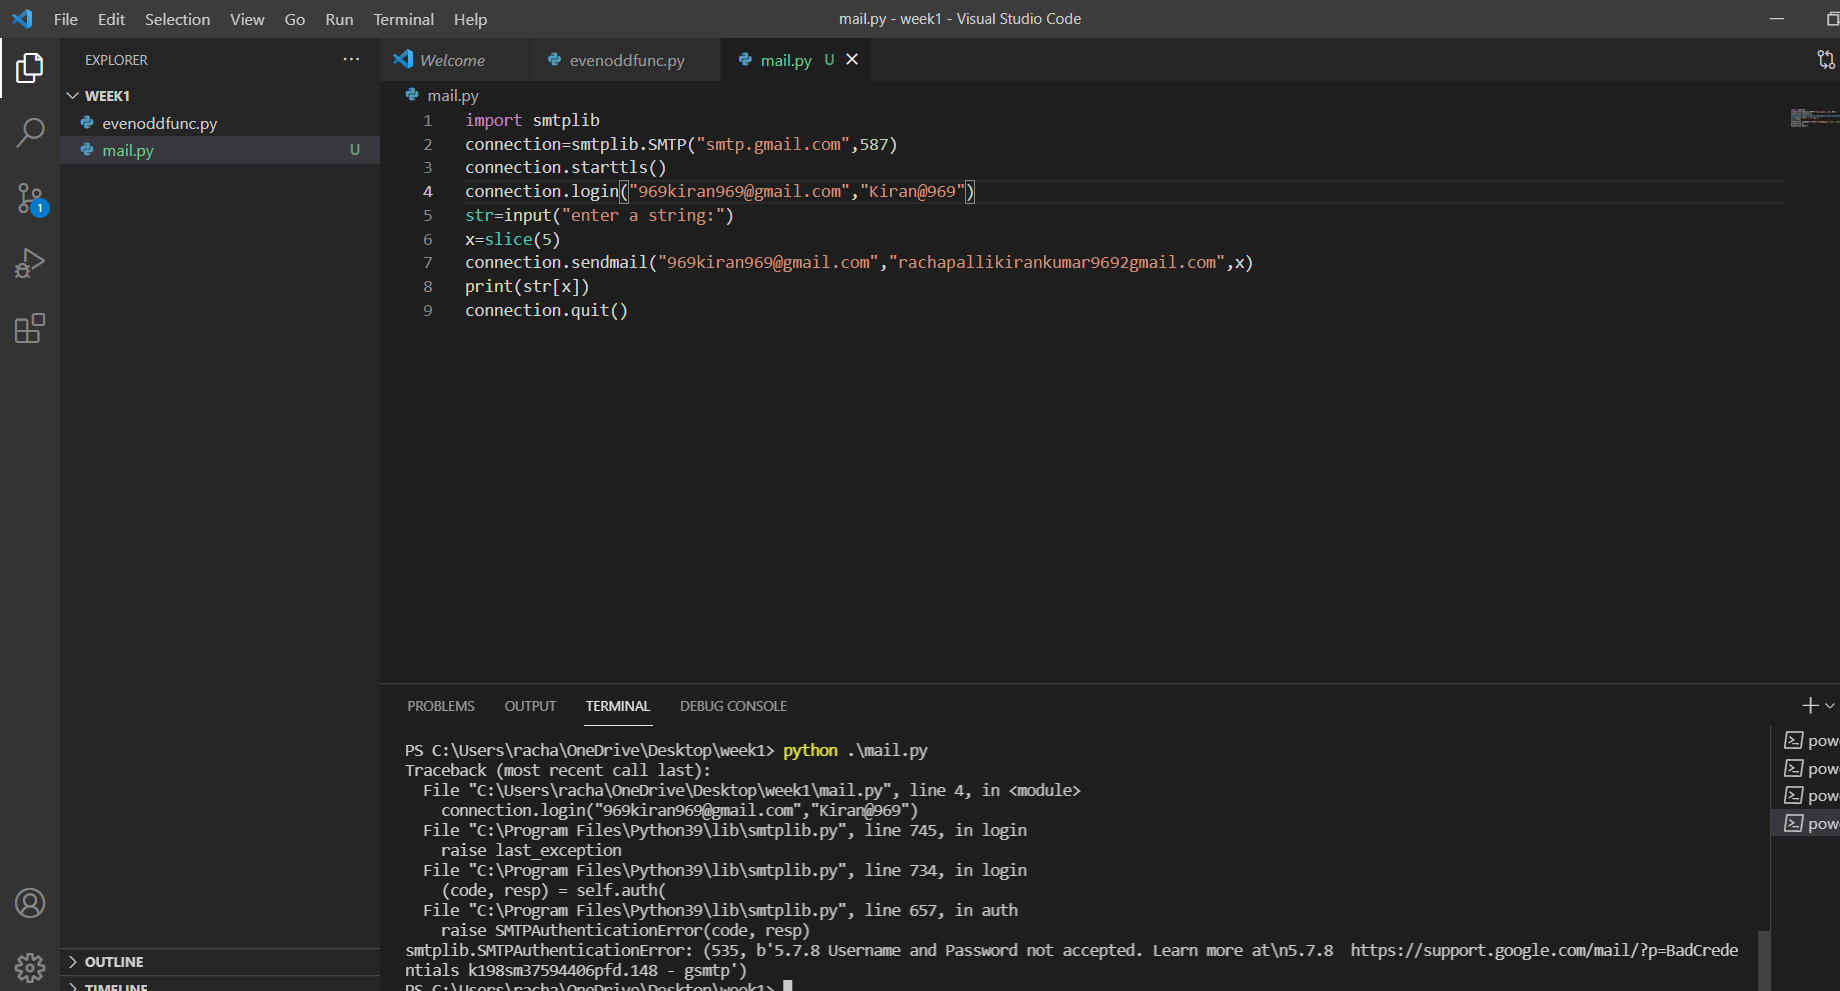 File Edit Selection View Go Run Terminal Help
mail.py - week1 - Visual Studio Code
EXPLORER
Welcome
evenoddfunc.py
mail.py U
WEEK1
evenoddfunc.py
mail.py U
1
mail.py
1 import smtplib
2 connection=smtplib.SMTP("smtp.gmail.com",587)
3 connection.starttls()
4 connection.login("969kiran969@gmail.com","Kiran@969")
5 str=input("enter a string:")
6 x=slice(5)
7 connection.sendmail("969kiran969@gmail.com","rachapallikirankumar9692gmail.com",x)
8 print(str[x])
9 connection.quit()
PROBLEMS OUTPUT TERMINAL DEBUG CONSOLE
PS C:\Users\racha\OneDrive\Desktop\week1> python .\mail.py
Traceback (most recent call last):
File "C:\Users\racha\OneDrive\Desktop\week1\mail.py", line 4, in <module>
connection.login("969kiran969@gmail.com","Kiran@969")
File "C:\Program Files\Python39\lib\smtplib.py", line 745, in login
raise last_exception
File "C:\Program Files\Python39\lib\smtplib.py", line 734, in login
(code, resp) = self.auth(
File "C:\Program Files\Python39\lib\smtplib.py", line 657, in auth
raise SMTPAuthenticationError(code, resp)
smtplib.SMTPAuthenticationError: (535, b'5.7.8 Username and Password not accepted. Learn more at\n5.7.8  https://support.google.com/mail/?p=BadCrede
ntials k198sm37594406pfd.148 - gsmtp')
PS C:\Users\racha\OneDrive\Desktop\week1>
pow
pow
pow
pow
OUTLINE
TIMELINE